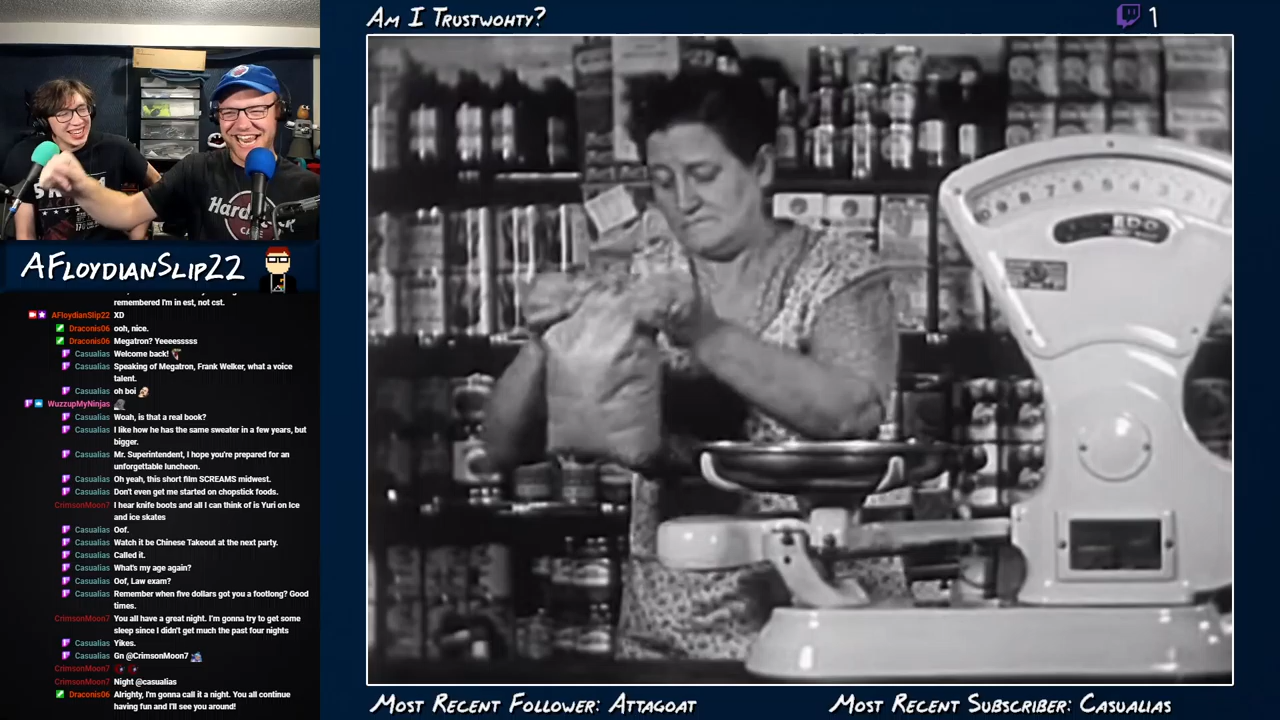 Am I Trustwohty?
1
EDO
AFloydianSlip22
remembered I'm in est, not cst.
AFloydianSlip22 XD
Draconis06 ooh, nice.
Draconis06 Megatron? Yeeeesssss
Casualias Welcome back!
Casualias Speaking of Megatron, Frank Welker, what a voice
talent.
Casualias oh boi
WuzzupMyNinjas
Casualias Woah, is that a real book?
Casualias I like how he has the same sweater in a few years, but
bigger.
Casualias Mr. Superintendent, I hope you're prepared for an
unforgettable luncheon.
Casualias Oh yeah, this short film SCREAMS midwest.
Casualias Don't even get me started on chopstick foods.
CrimsonMoon7 I hear knife boots and all I can think of is Yuri on Ice
and ice skates
Casualias Oof.
Casualias Watch it be Chinese Takeout at the next party.
Casualias Called it.
Casualias What's my age again?
Casualias Oof, Law exam?
Casualias Remember when five dollars got you a footlong? Good
times.
CrimsonMoon7 You all have a great night. I'm gonna try to get some
sleep since I didn't get much the past four nights
Casualias Yikes.
Casualias Gn @CrimsonMoon7
CrimsonMoon7
CrimsonMoon7 Night @casualias
Draconis06 Alrighty, I'm gonna call it a night. You all continue
having fun and I'll see you around!
Most Recent Follower: Attagoat
Most Recent Subscriber: Casualias